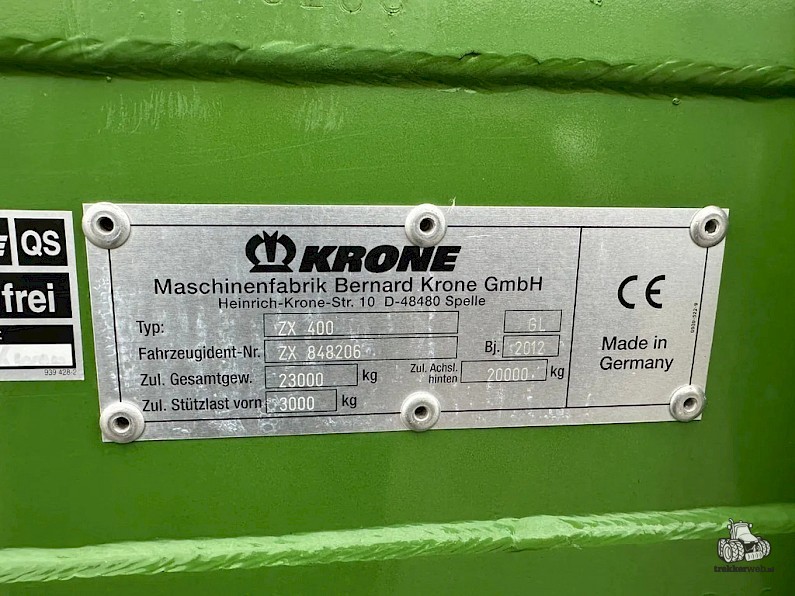 QS
frei
939 428-2
KRONE
Maschinenfabrik Bernard Krone GmbH
Heinrich-Krone-Str. 10 D-48480 Spelle
Typ: ZX 400 GL
Fahrzeugident-Nr. ZX 848206 Bj. 2012
Zul. Gesamtgew. 23000 kg Zul. Achsl. hinten 20000 kg
Zul. Stützlast vorn 3000 kg
CE
Made in
Germany
trekkerweb.nl